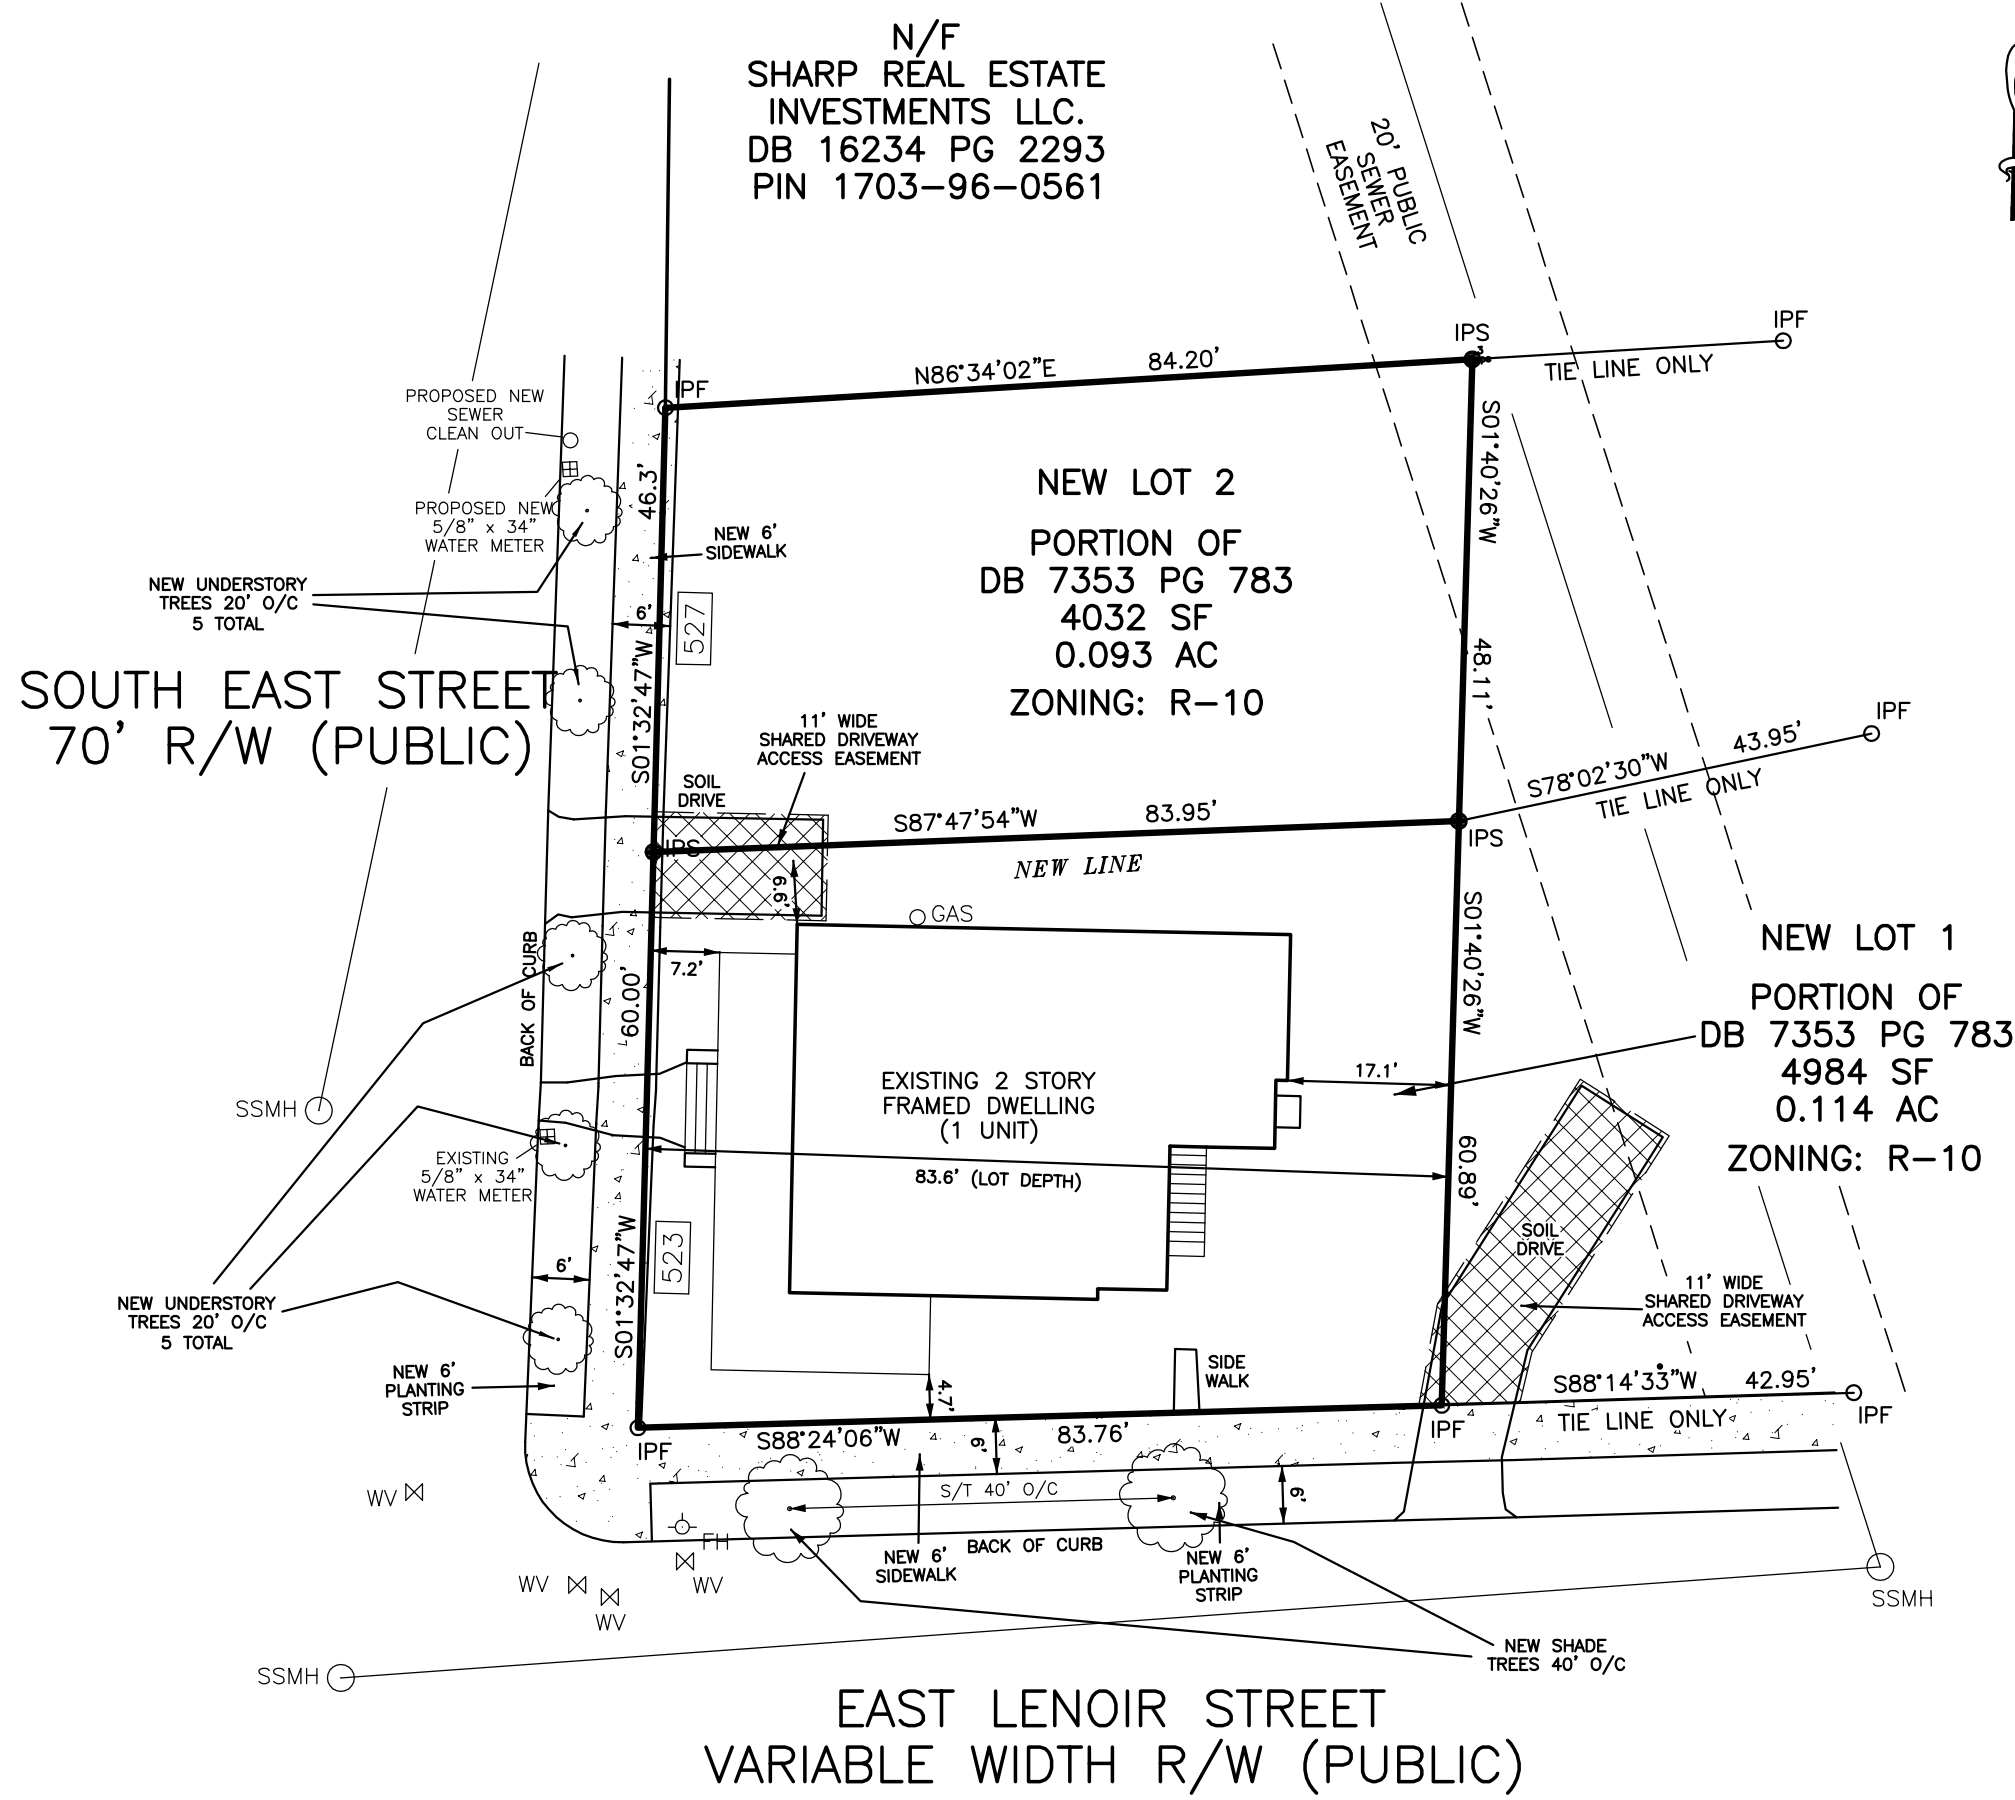 N/F
SHARP REAL ESTATE
INVESTMENTS LLC.
DB 16234 PG 2293
PIN 1703-96-0561
20' PUBLIC
SEWER
EASEMENT
IPS
IPF
TIE LINE ONLY
N86°34'02"E 84.20'
IPF
PROPOSED NEW
SEWER
CLEAN OUT
46.3'
PROPOSED NEW
5/8" x 34"
WATER METER
NEW 6'
SIDEWALK
NEW LOT 2
PORTION OF
DB 7353 PG 783
4032 SF
0.093 AC
ZONING: R-10
S01°40'26"W
48.11'
NEW UNDERSTORY
TREES 20' O/C
5 TOTAL
6'
527
S01°32'47"W
SOUTH EAST STREET
70' R/W (PUBLIC)
11' WIDE
SHARED DRIVEWAY
ACCESS EASEMENT
SOIL
DRIVE
S87°47'54"W 83.95'
NEW LINE
IPS
IPS
S78°02'30"W 43.95'
TIE LINE ONLY
IPF
6.6'
GAS
7.2'
BACK OF CURB
60.00'
S01°40'26"W
NEW LOT 1
PORTION OF
DB 7353 PG 783
4984 SF
0.114 AC
ZONING: R-10
SSMH
EXISTING 2 STORY
FRAMED DWELLING
(1 UNIT)
17.1'
EXISTING
5/8" x 34"
WATER METER
83.6' (LOT DEPTH)
60.89'
S01°32'47"W
523
6'
SOIL
DRIVE
11' WIDE
SHARED DRIVEWAY
ACCESS EASEMENT
NEW UNDERSTORY
TREES 20' O/C
5 TOTAL
NEW 6'
PLANTING
STRIP
4.7'
SIDE
WALK
S88°14'33"W 42.95'
TIE LINE ONLY
IPF
IPF
IPF
S88°24'06"W 83.76'
6'
S/T 40' O/C
6'
WV
FH
BACK OF CURB
NEW 6'
SIDEWALK
NEW 6'
PLANTING
STRIP
WV
WV
WV
SSMH
NEW SHADE
TREES 40' O/C
SSMH
EAST LENOIR STREET
VARIABLE WIDTH R/W (PUBLIC)